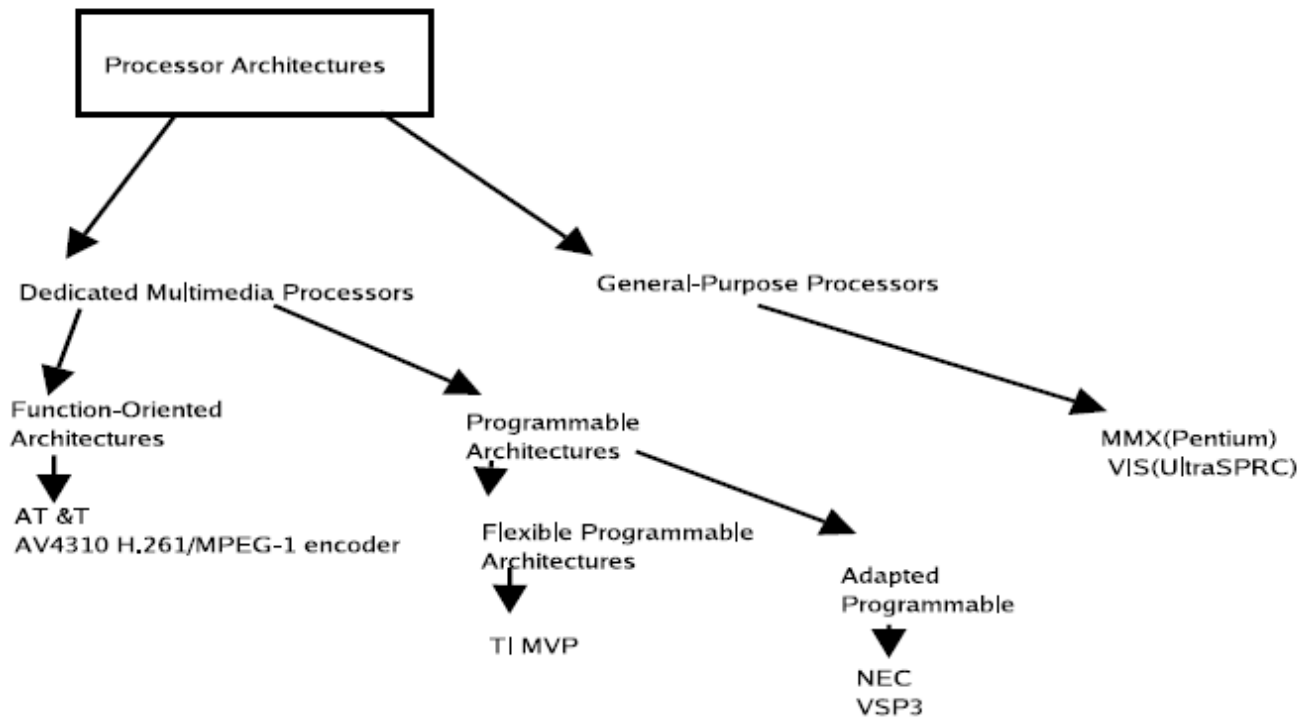 Processor Architectures
Dedicated Multimedia Processors
General-Purpose Processors
Function-Oriented
Architectures
Programmable
Architectures
MMX(Pentium)
VIS(UltraSPRC)
AT &T
AV4310 H.261/MPEG-1 encoder
Flexible Programmable
Architectures
Adapted
Programmable
TI MVP
NEC
VSP3